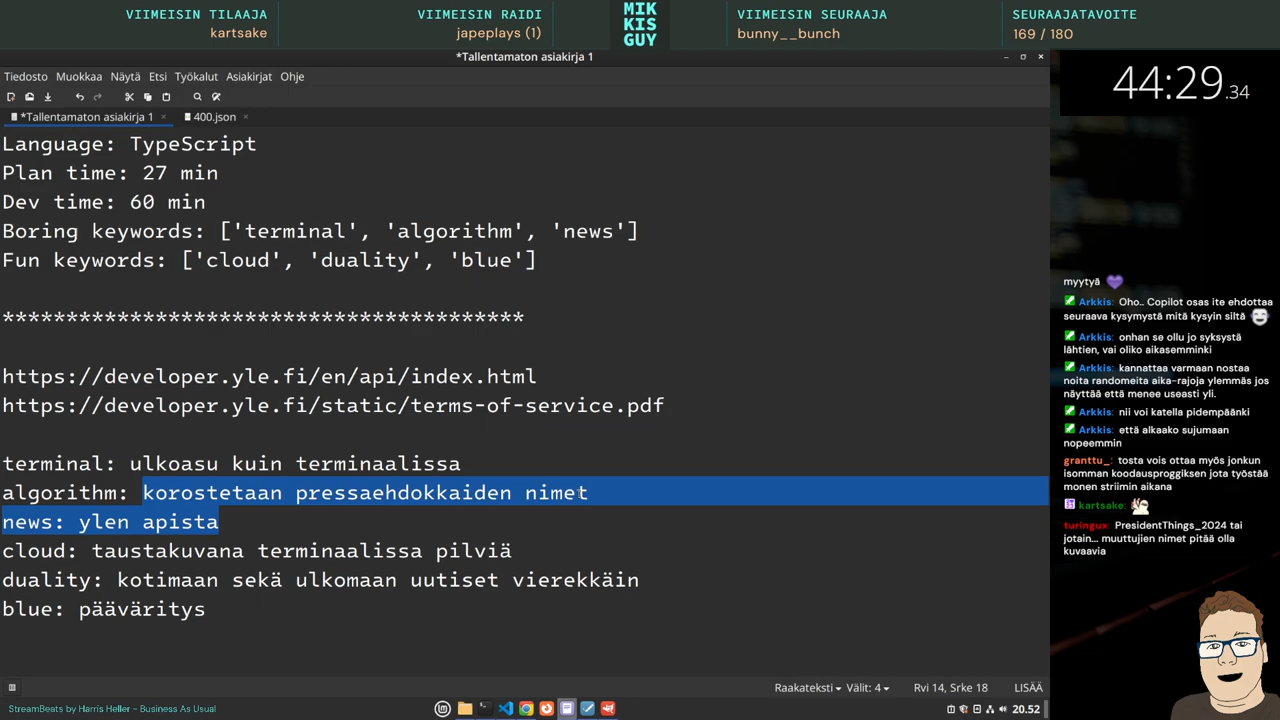 VIIMEISIN TILAAJA
kartsake
VIIMEISIN RAIDI
japeplays (1)
MIK
KIS
GUY
VIIMEISIN SEURAAJA
bunny__bunch
SEURAAJATAVOITE
169 / 180
*Tallentamaton asiakirja 1
Tiedosto Muokkaa Näytä Etsi Työkalut Asiakirjat Ohje
*Tallentamaton asiakirja 1 × 400.json ×
Language: TypeScript
Plan time: 27 min
Dev time: 60 min
Boring keywords: ['terminal', 'algorithm', 'news']
Fun keywords: ['cloud', 'duality', 'blue']
*****************************************
https://developer.yle.fi/en/api/index.html
https://developer.yle.fi/static/terms-of-service.pdf
terminal: ulkoasu kuin terminaalissa
algorithm: korostetaan pressaehdokkaiden nimet
news: ylen apista
cloud: taustakuvana terminaalissa pilviä
duality: kotimaan sekä ulkomaan uutiset vierekkäin
blue: pääväritys
Raakateksti Välit: 4 Rvi 14, Srke 18 LISÄÄ
StreamBeats by Harris Heller – Business As Usual
20.52
44:29.34
myytyä
Arkkis: Oho.. Copilot osas ite ehdottaa
seuraava kysymystä mitä kysyin siltä
Arkkis: onhan se ollu jo syksystä
lähtien, vai oliko aikasemminki
Arkkis: kannattaa varmaan nostaa
noita randomeita aika-rajoja ylemmäs jos
näyttää että menee useasti yli.
Arkkis: nii voi katella pidempäänki
Arkkis: että alkaako sujumaan
nopeemmin
granttu_: tosta vois ottaa myös jonkun
isomman koodausproggiksen jota työstää
monen striimin aikana
kartsake:
turingux: PresidentThings_2024 tai
jotain... muuttujien nimet pitää olla
kuvaavia